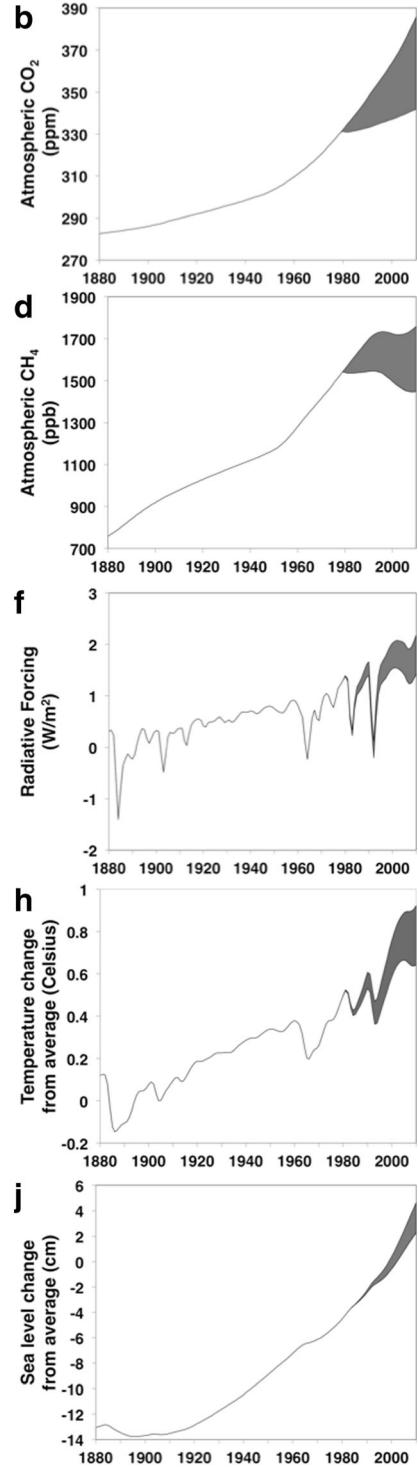 b
Atmospheric CO2
(ppm)
390
370
350
330
310
290
270
1880 1900 1920 1940 1960 1980 2000
d
Atmospheric CH4
(ppb)
1900
1700
1500
1300
1100
900
700
1880 1900 1920 1940 1960 1980 2000
f
Radiative Forcing
(W/m²)
3
2
1
0
-1
-2
1880 1900 1920 1940 1960 1980 2000
h
Temperature change
from average (Celsius)
1
0.8
0.6
0.4
0.2
0
-0.2
1880 1900 1920 1940 1960 1980 2000
j
Sea level change
from average (cm)
6
4
2
0
-2
-4
-6
-8
-10
-12
-14
1880 1900 1920 1940 1960 1980 2000